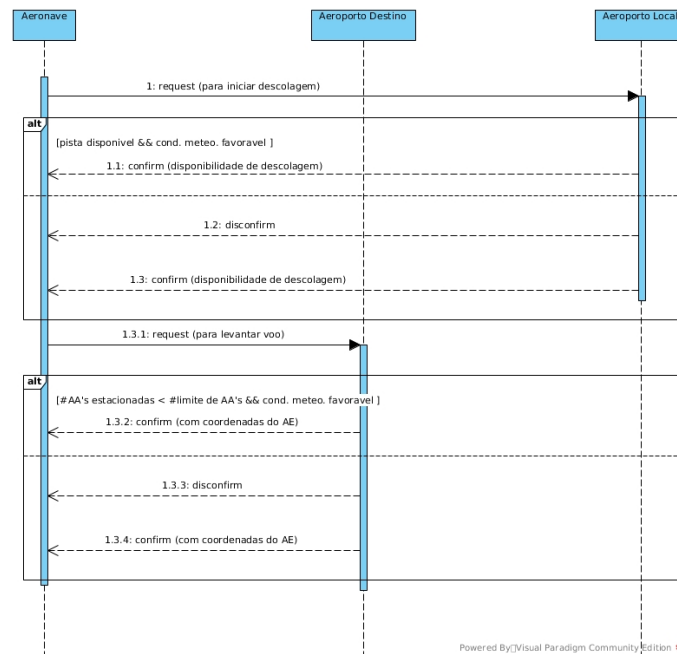 Aeronave
Aeroporto Destino
Aeroporto Local
1: request (para iniciar descolagem)
alt
[pista disponivel && cond. meteo. favoravel ]
1.1: confirm (disponibilidade de descolagem)
1.2: disconfirm
1.3: confirm (disponibilidade de descolagem)
1.3.1: request (para levantar voo)
alt
[#AA's estacionadas < #limite de AA's && cond. meteo. favoravel ]
1.3.2: confirm (com coordenadas do AE)
1.3.3: disconfirm
1.3.4: confirm (com coordenadas do AE)
Powered By Visual Paradigm Community Edition